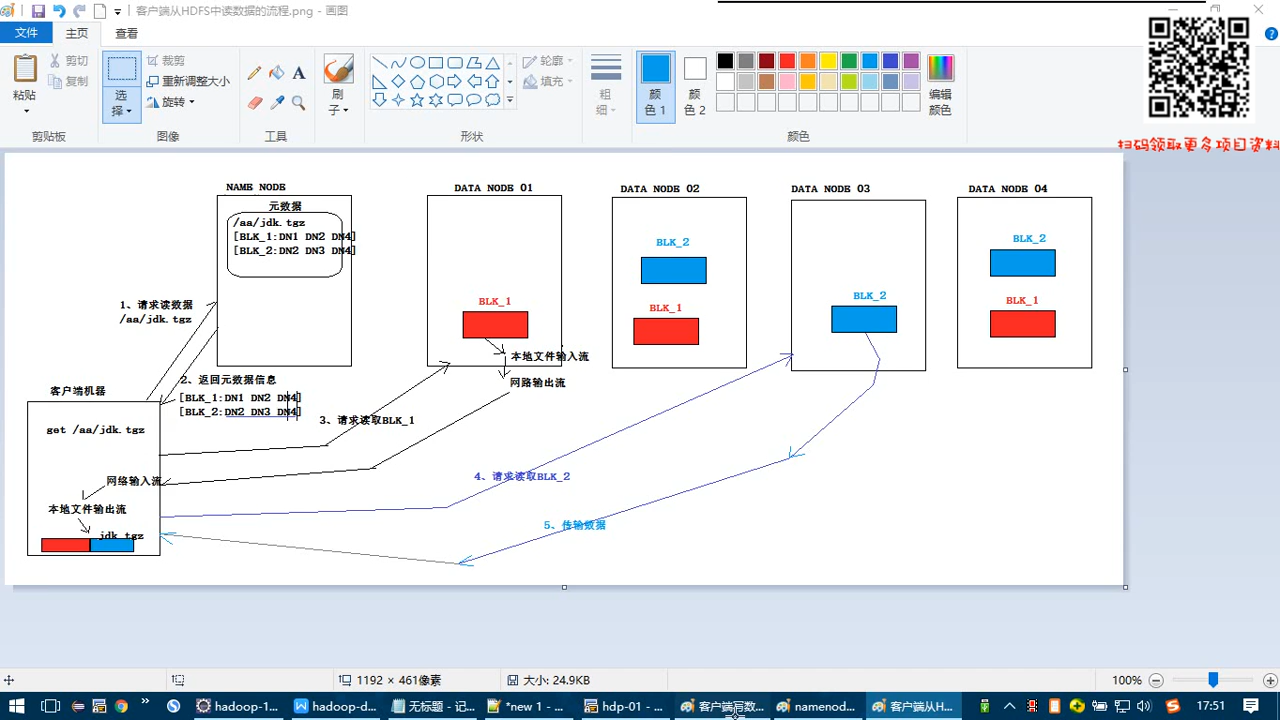 客户端从HDFS中读数据的流程.png - 画图
文件
主页
查看
粘贴
剪切
复制
剪贴板
选择
裁剪
重新调整大小
旋转
图像
A
工具
刷子
形状
轮廓
填充
粗细
颜色 1
颜色 2
颜色
编辑颜色
扫码领取更多项目资料
NAME NODE
元数据
/aa/jdk.tgz
[BLK_1:DN1 DN2 DN4]
[BLK_2:DN2 DN3 DN4]
DATA NODE 01
BLK_1
本地文件输入流
网路输出流
DATA NODE 02
BLK_2
BLK_1
DATA NODE 03
BLK_2
DATA NODE 04
BLK_2
BLK_1
1、请求读数据
/aa/jdk.tgz
2、返回元数据信息
[BLK_1:DN1 DN2 DN4]
[BLK_2:DN2 DN3 DN4]
客户端机器
get /aa/jdk.tgz
3、请求读取BLK_1
网络输入流
4、请求读取BLK_2
本地文件输出流
5、传输数据
jdk.tgz
1192 × 461像素
大小: 24.9KB
100%
hadoop-1...
hadoop-d...
无标题 - 记...
*new 1 - ...
hdp-01 - ...
客户端写数...
namenod...
客户端从H...
17:51